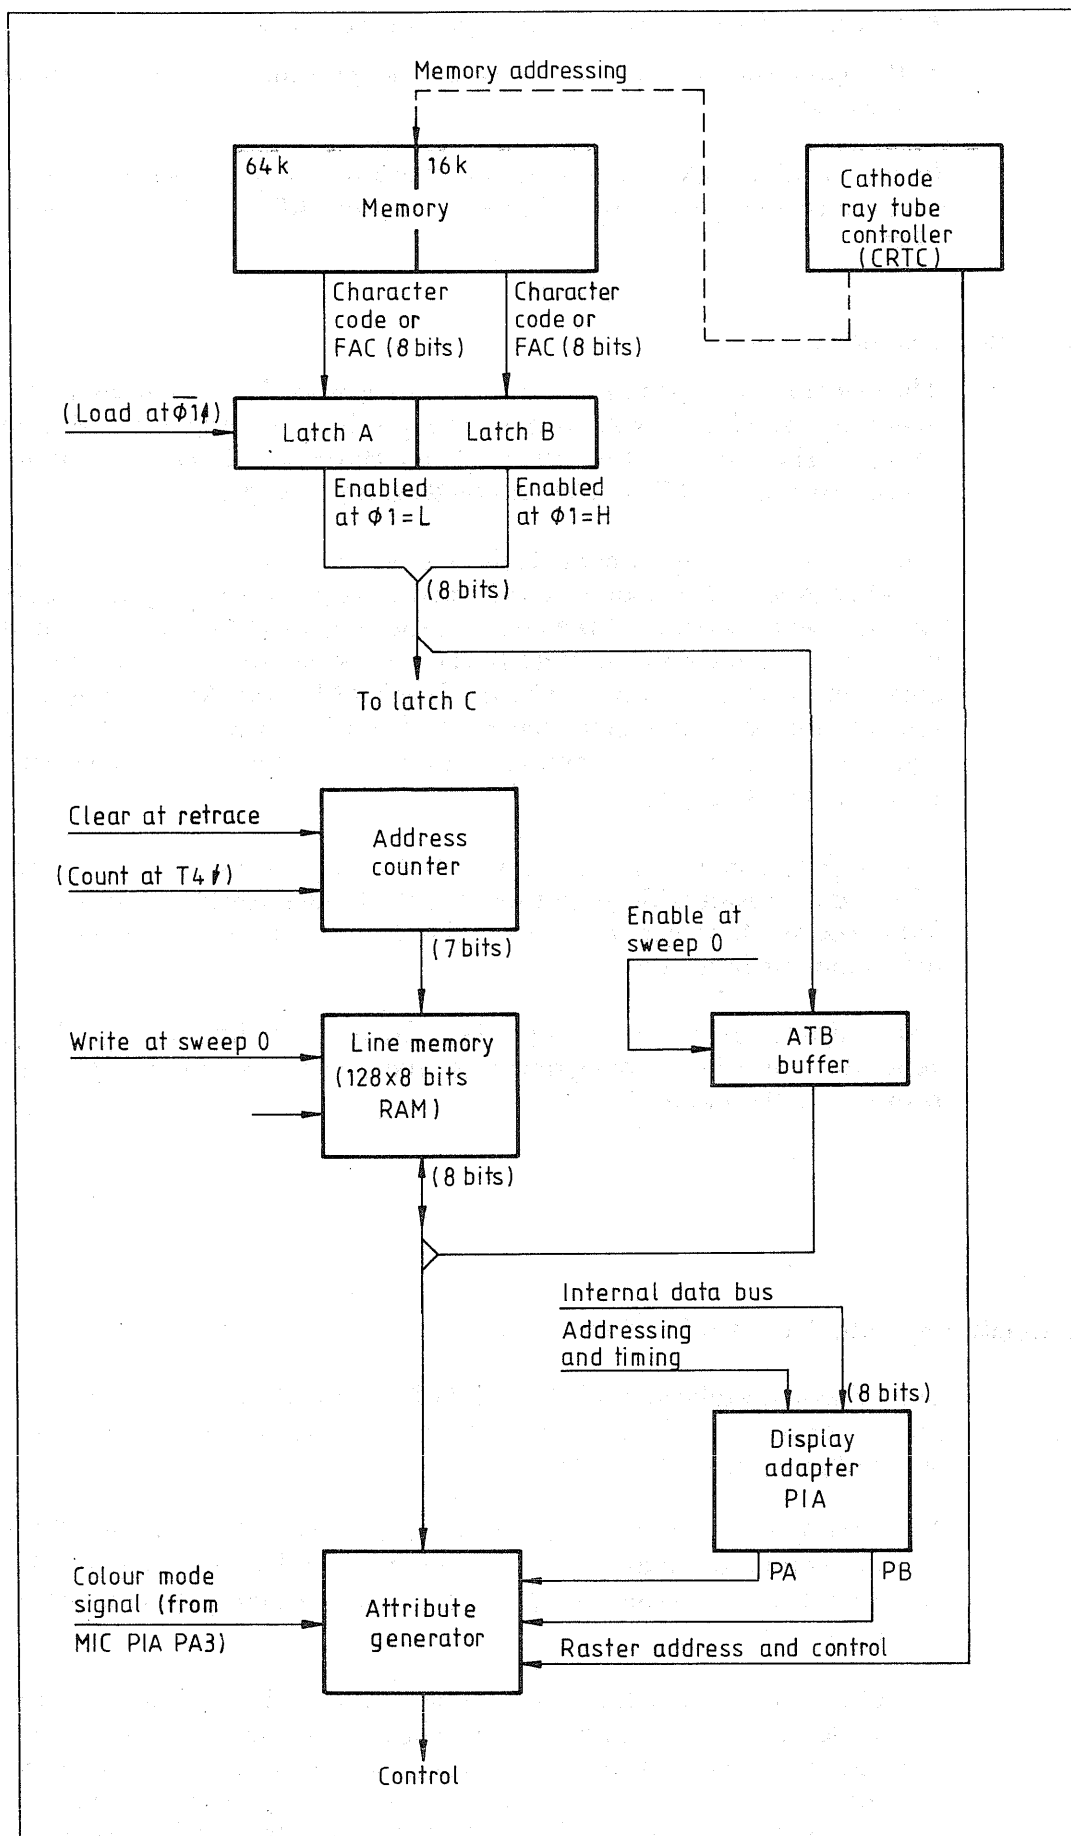 Memory addressing
64k
16k
Memory
Cathode
ray tube
controller
(CRTC)
Character
code or
FAC (8 bits)
Character
code or
FAC (8 bits)
(Load at φ̅1̅)
Latch A
Latch B
Enabled
at φ1=L
Enabled
at φ1=H
(8 bits)
To latch C
Clear at retrace
(Count at T4)
Address
counter
(7 bits)
Enable at
sweep 0
Write at sweep 0
Line memory
(128x8 bits
RAM)
ATB
buffer
(8 bits)
Internal data bus
Addressing
and timing
(8 bits)
Display
adapter
PIA
PA
PB
Colour mode
signal (from
MIC PIA PA3)
Attribute
generator
Raster address and control
Control